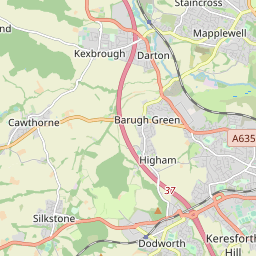 Staincross
Mapplewell
Kexbrough
Darton
Cawthorne
Barugh Green
A635
Higham
37
Silkstone
Dodworth
Keresforth
Hill